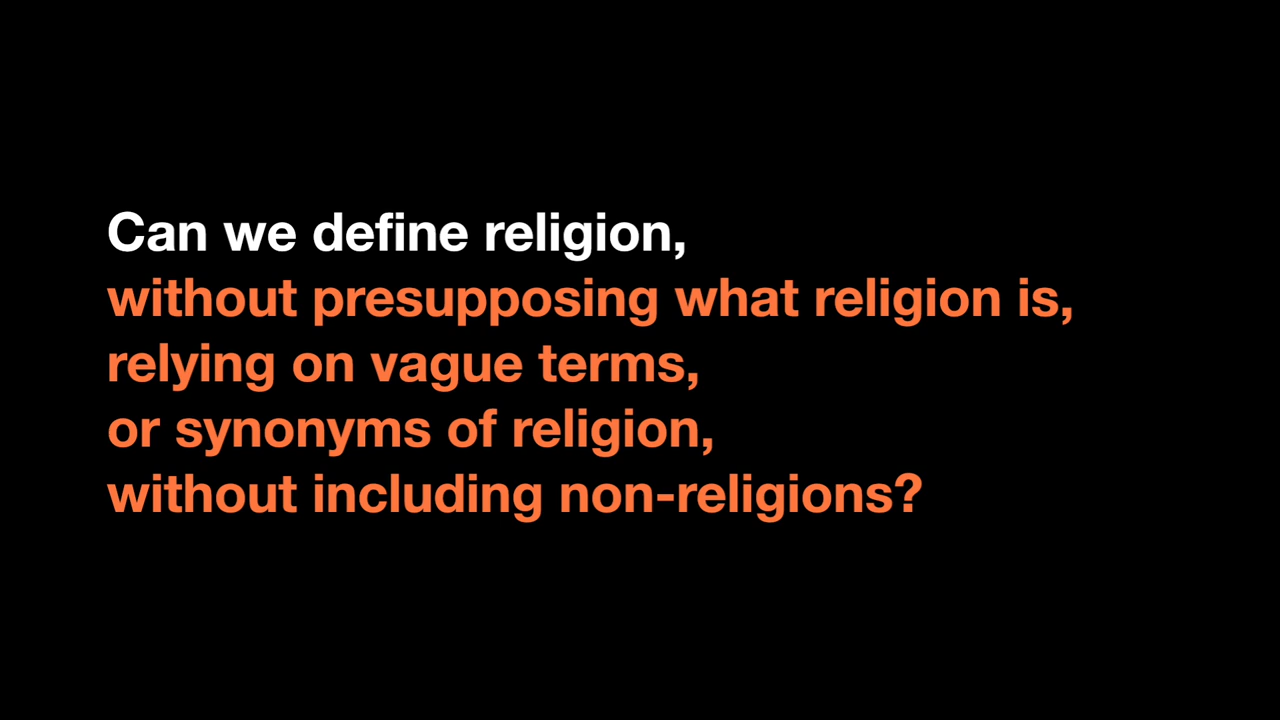 Can we define religion,
without presupposing what religion is,
relying on vague terms,
or synonyms of religion,
without including non-religions?